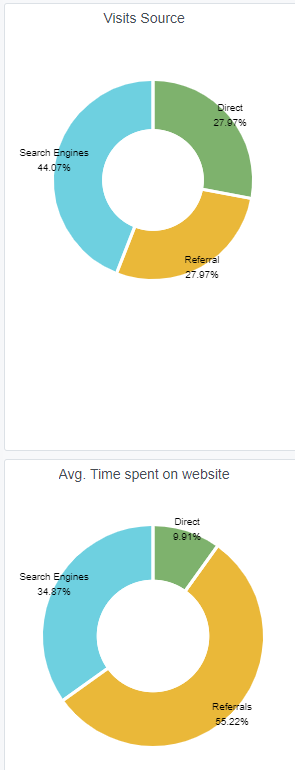 Visits Source
Direct
27.97%
Search Engines
44.07%
Referral
27.97%
Avg. Time spent on website
Direct
9.91%
Search Engines
34.87%
Referrals
55.22%